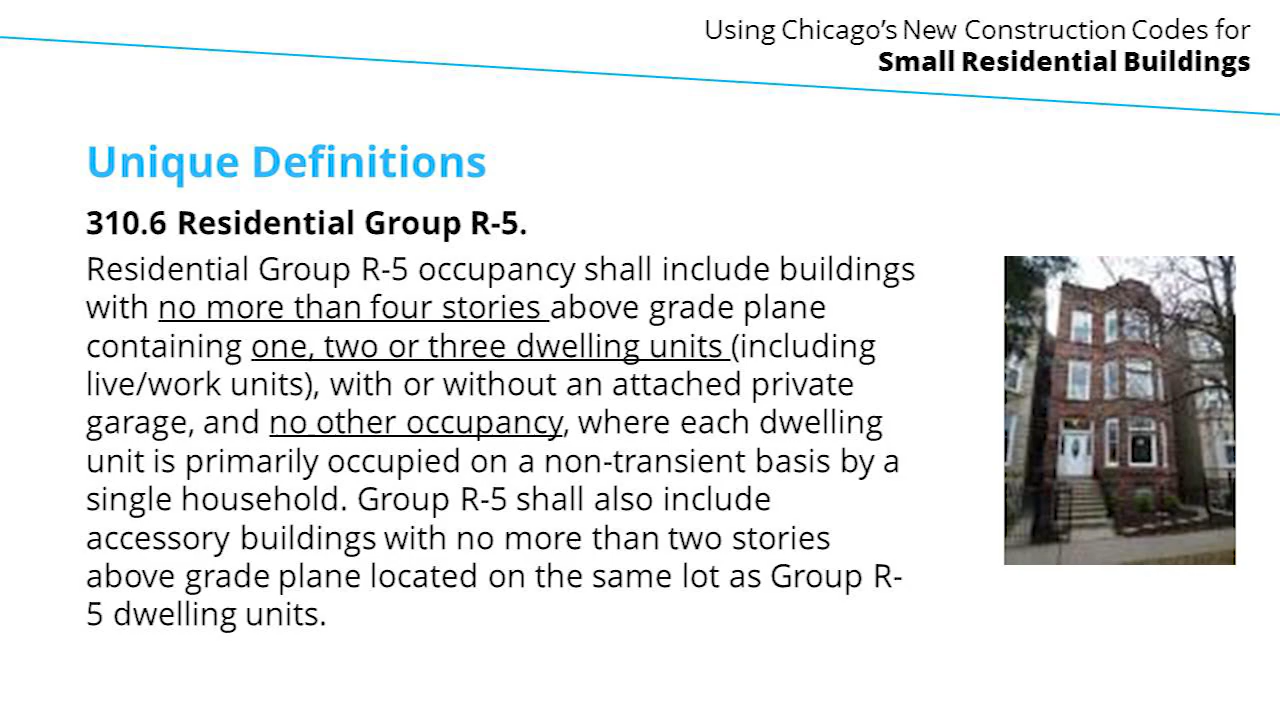 Using Chicago’s New Construction Codes for
Small Residential Buildings
Unique Definitions
310.6 Residential Group R-5.
Residential Group R-5 occupancy shall include buildings
with no more than four stories above grade plane
containing one, two or three dwelling units (including
live/work units), with or without an attached private
garage, and no other occupancy, where each dwelling
unit is primarily occupied on a non-transient basis by a
single household. Group R-5 shall also include
accessory buildings with no more than two stories
above grade plane located on the same lot as Group R-
5 dwelling units.